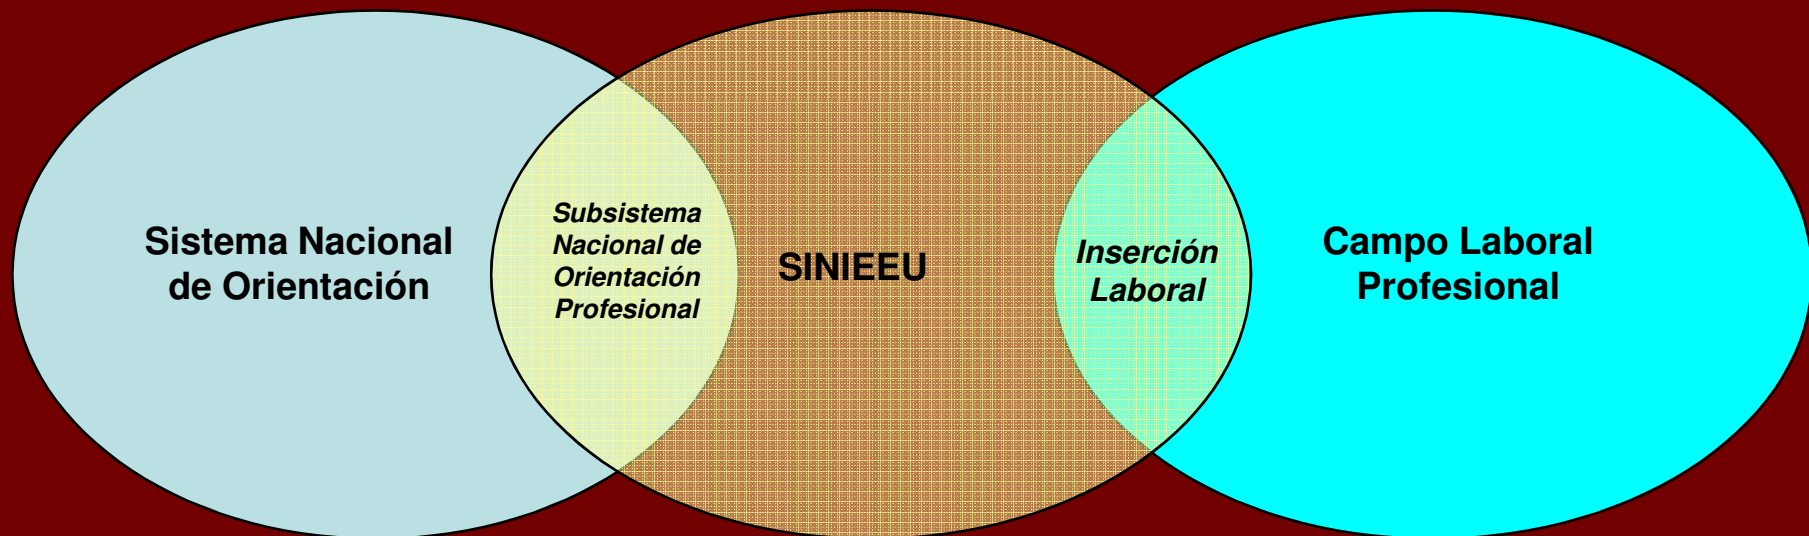 Sistema Nacional
de Orientación
Subsistema
Nacional de
Orientación
Profesional
SINIEEU
Inserción
Laboral
Campo Laboral
Profesional